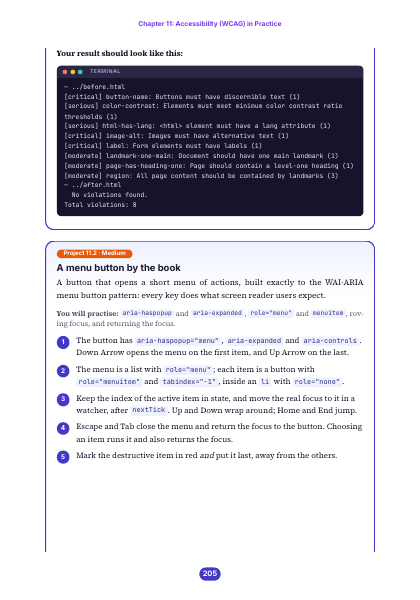 Chapter 11: Accessibility (WCAG) in Practice
Your result should look like this:
TERMINAL
— ../before.html
[critical] button-name: Buttons must have discernible text (1)
[serious] color-contrast: Elements must meet minimum color contrast ratio
thresholds (1)
[serious] html-has-lang: <html> element must have a lang attribute (1)
[critical] image-alt: Images must have alternative text (1)
[critical] label: Form elements must have labels (1)
[moderate] landmark-one-main: Document should have one main landmark (1)
[moderate] page-has-heading-one: Page should contain a level-one heading (1)
[moderate] region: All page content should be contained by landmarks (3)
— ../after.html
No violations found.
Total violations: 8
Project 11.2 · Medium
A menu button by the book
A button that opens a short menu of actions, built exactly to the WAI-ARIA
menu button pattern: every key does what screen reader users expect.
You will practise: aria-haspopup and aria-expanded, role="menu" and menuitem, rov-
ing focus, and returning the focus.
1 The button has aria-haspopup="menu", aria-expanded and aria-controls.
Down Arrow opens the menu on the first item, and Up Arrow on the last.
2 The menu is a list with role="menu"; each item is a button with
role="menuitem" and tabindex="-1", inside an li with role="none".
3 Keep the index of the active item in state, and move the real focus to it in a
watcher, after nextTick. Up and Down wrap around; Home and End jump.
4 Escape and Tab close the menu and return the focus to the button. Choosing
an item runs it and also returns the focus.
5 Mark the destructive item in red and put it last, away from the others.
205